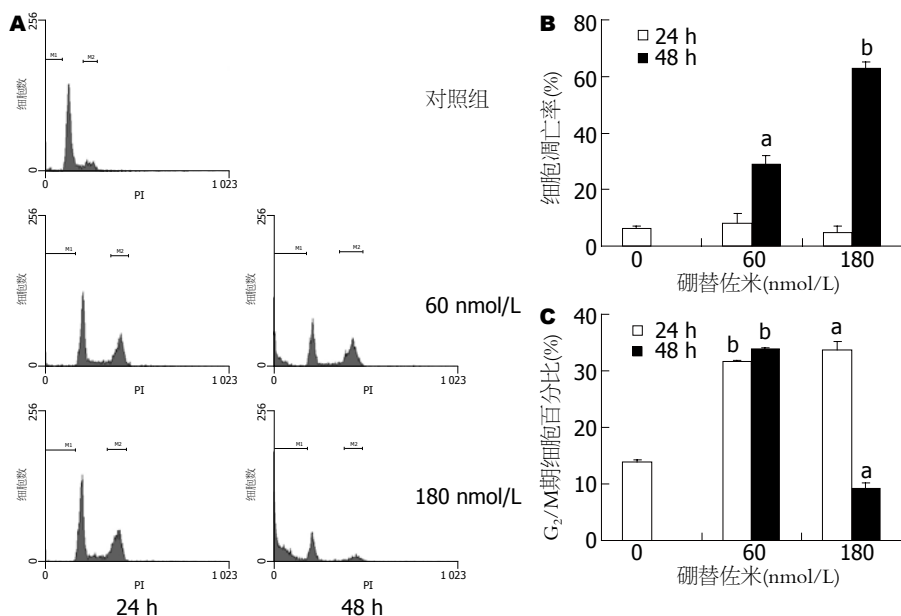 A
256
M1
M2
细胞数
对照组
0
0
1 023
PI
256
M1
M2
细胞数
0
0
1 023
PI
256
M1
M2
细胞数
60 nmol/L
0
0
1 023
PI
256
M1
M2
细胞数
0
0
1 023
PI
24 h
256
M1
M2
细胞数
180 nmol/L
0
0
1 023
PI
48 h
B
80
60
40
20
0
细胞凋亡率(%)
24 h
48 h
a
b
0
60
180
硼替佐米(nmol/L)
C
40
30
20
10
0
G₂/M期细胞百分比(%)
24 h
48 h
b
b
a
a
0
60
180
硼替佐米(nmol/L)